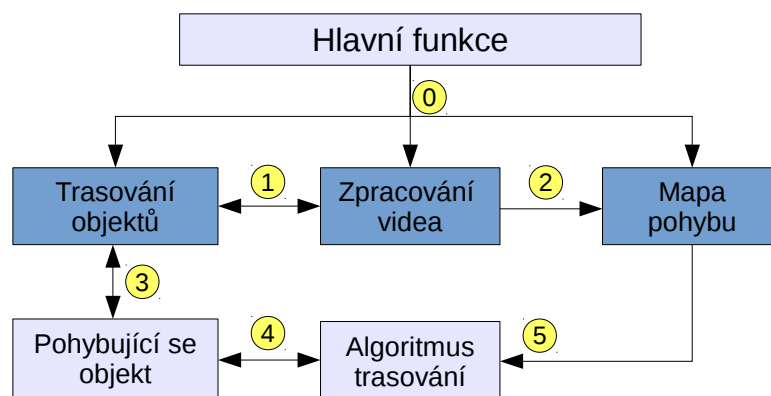 Hlavní funkce
0
Trasování
objektů
1
Zpracování
videa
2
Mapa
pohybu
3
Pohybující se
objekt
4
Algoritmus
trasování
5